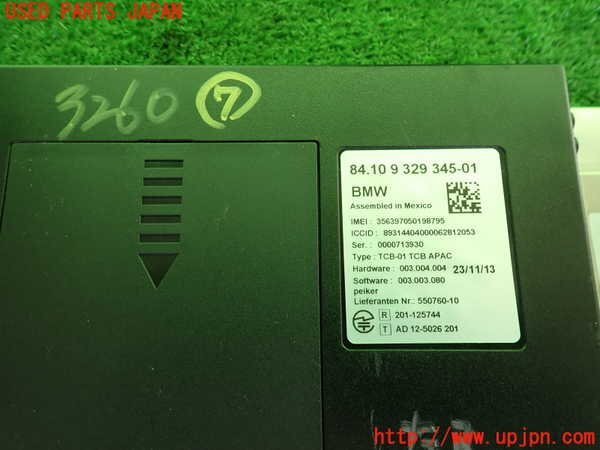 USED PARTS JAPAN
3260 ⑦
84.10 9 329 345-01
BMW
Assembled in Mexico
IMEI : 356397050198795
ICCID : 89314404000062812053
Ser. : 0000713930
Type : TCB-01 TCB APAC
Hardware : 003.004.004 23/11/13
Software : 003.003.080
peiker
Lieferanten Nr.: 550760-10
R 201-125744
T AD 12-5026 201
http://www.upjpn.com/